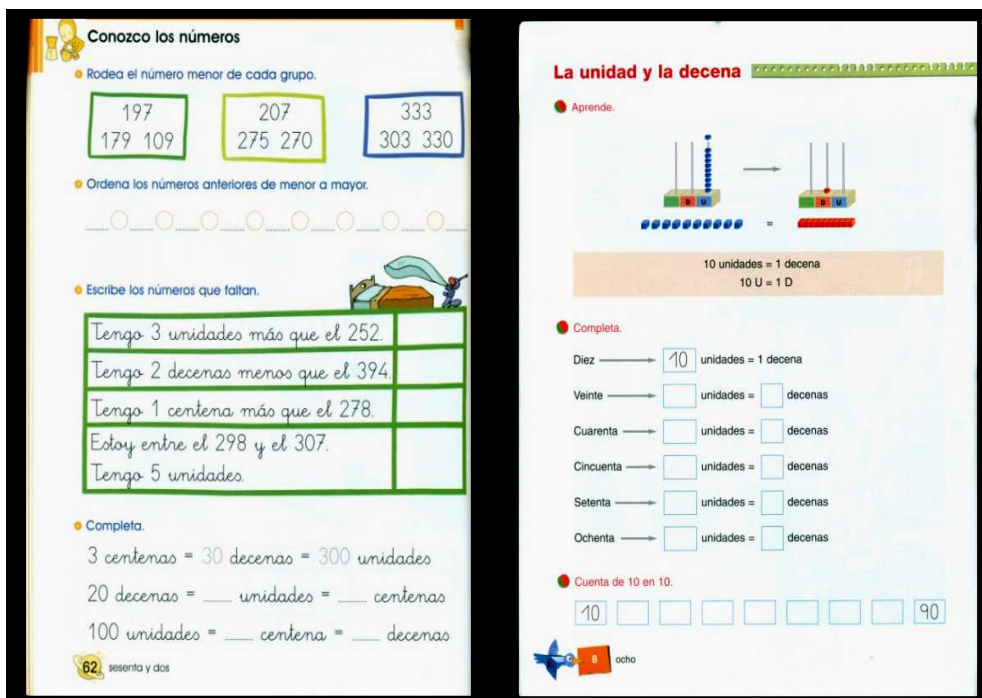 Conozco los números
Rodea el número menor de cada grupo.
197
179 109
207
275 270
333
303 330
Ordena los números anteriores de menor a mayor.
Escribe los números que faltan.
Tengo 3 unidades más que el 252.
Tengo 2 decenas menos que el 394.
Tengo 1 centena más que el 278.
Estoy entre el 298 y el 307.
Tengo 5 unidades.
Completa.
3 centenas = 30 decenas = 300 unidades
20 decenas = ____ unidades = ____ centenas
100 unidades = ____ centena = ____ decenas
62 sesenta y dos
La unidad y la decena
Aprende.
D U
D U
=
10 unidades = 1 decena
10 U = 1 D
Completa.
Diez 10 unidades = 1 decena
Veinte unidades = decenas
Cuarenta unidades = decenas
Cincuenta unidades = decenas
Setenta unidades = decenas
Ochenta unidades = decenas
Cuenta de 10 en 10.
10 90
8 ocho